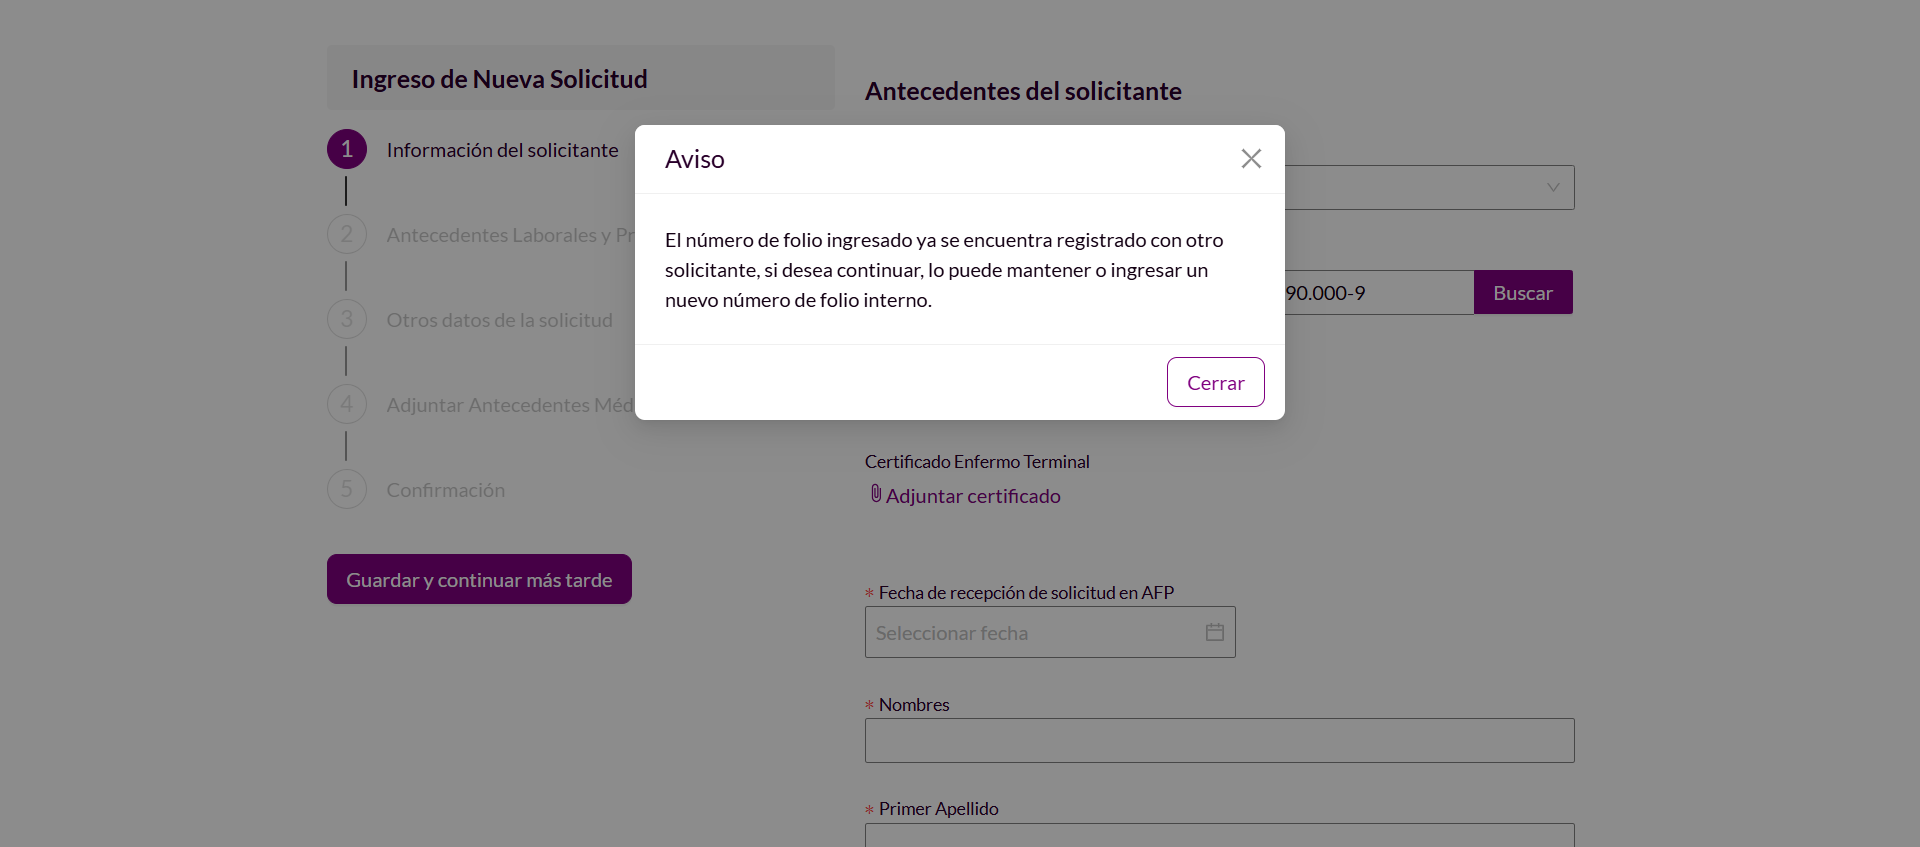 Ingreso de Nueva Solicitud
Antecedentes del solicitante
1 Información del solicitante
2 Antecedentes Laborales y
3 Otros datos de la solicitud
4 Adjuntar Antecedentes
5 Confirmación
Guardar y continuar más tarde
Aviso
El número de folio ingresado ya se encuentra registrado con otro
solicitante, si desea continuar, lo puede mantener o ingresar un
nuevo número de folio interno.
Cerrar
90.000-9 Buscar
Certificado Enfermo Terminal
Adjuntar certificado
* Fecha de recepción de solicitud en AFP
Seleccionar fecha
* Nombres
* Primer Apellido